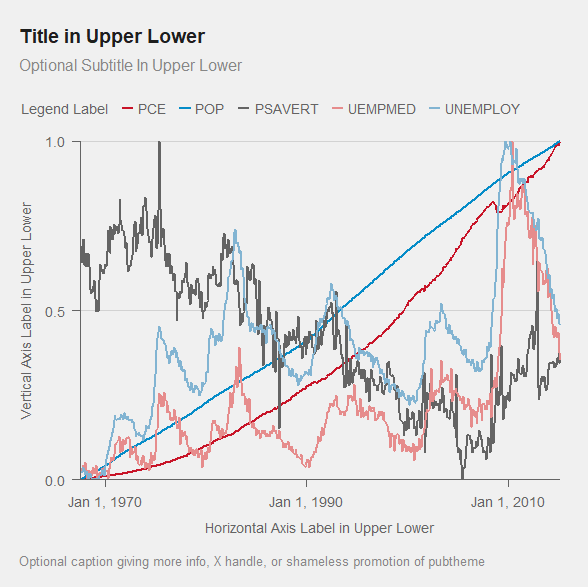 Title in Upper Lower
Optional Subtitle In Upper Lower
Legend Label PCE POP PSAVERT UEMPMED UNEMPLOY
1.0
Vertical Axis Label in Upper Lower
0.5
0.0
Jan 1, 1970 Jan 1, 1990 Jan 1, 2010
Horizontal Axis Label in Upper Lower
Optional caption giving more info, X handle, or shameless promotion of pubtheme